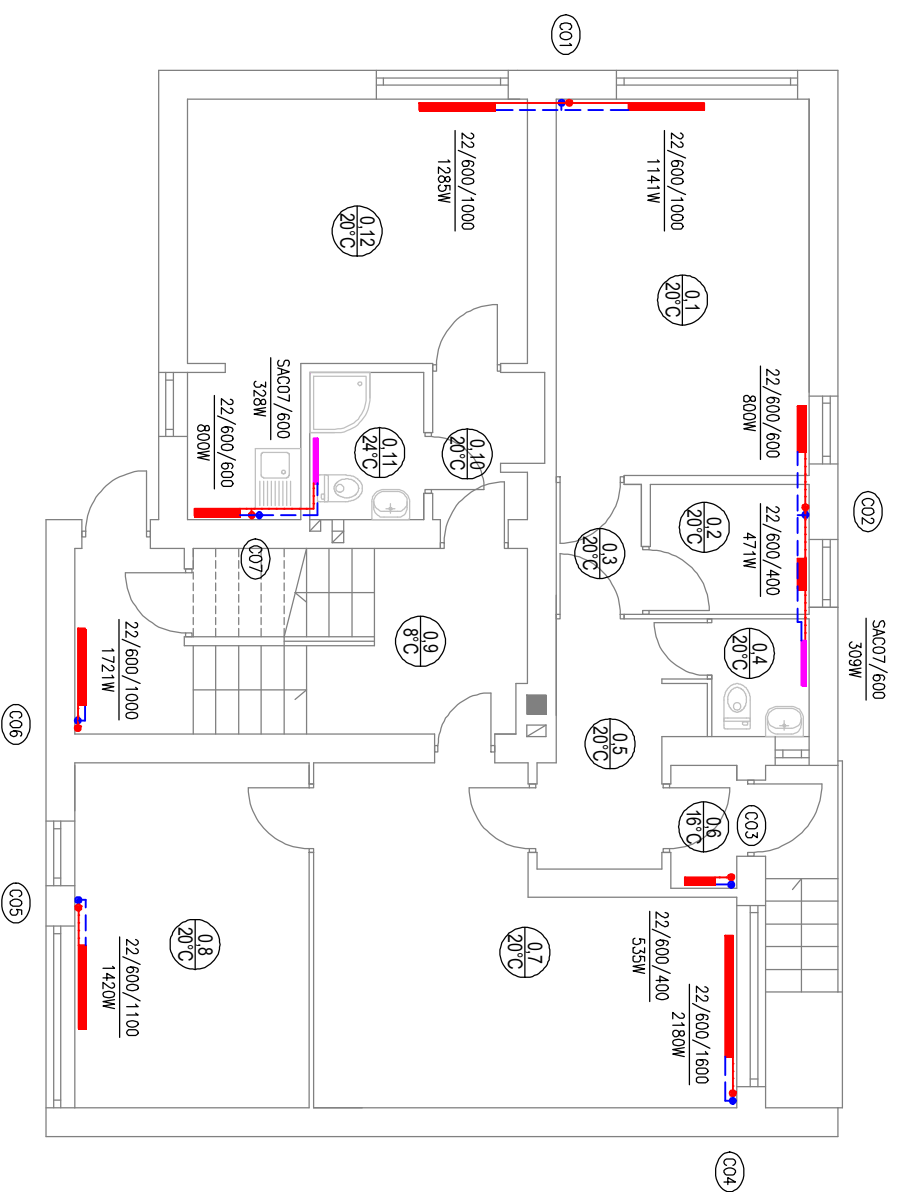 CO1
22/600/1000
1285W
22/600/1000
1141W
0,12
20°C
0,1
20°C
SAC07/600
328W
22/600/600
800W
22/600/600
800W
0,11
24°C
0,10
20°C
CO2
0,2
20°C
22/600/400
471W
0,3
20°C
CO7
0,9
8°C
0,4
20°C
SAC07/600
309W
22/600/1000
1721W
CO6
0,5
20°C
0,6
16°C
CO3
CO5
0,8
20°C
0,7
20°C
22/600/1100
1420W
22/600/400
535W
22/600/1600
2180W
CO4